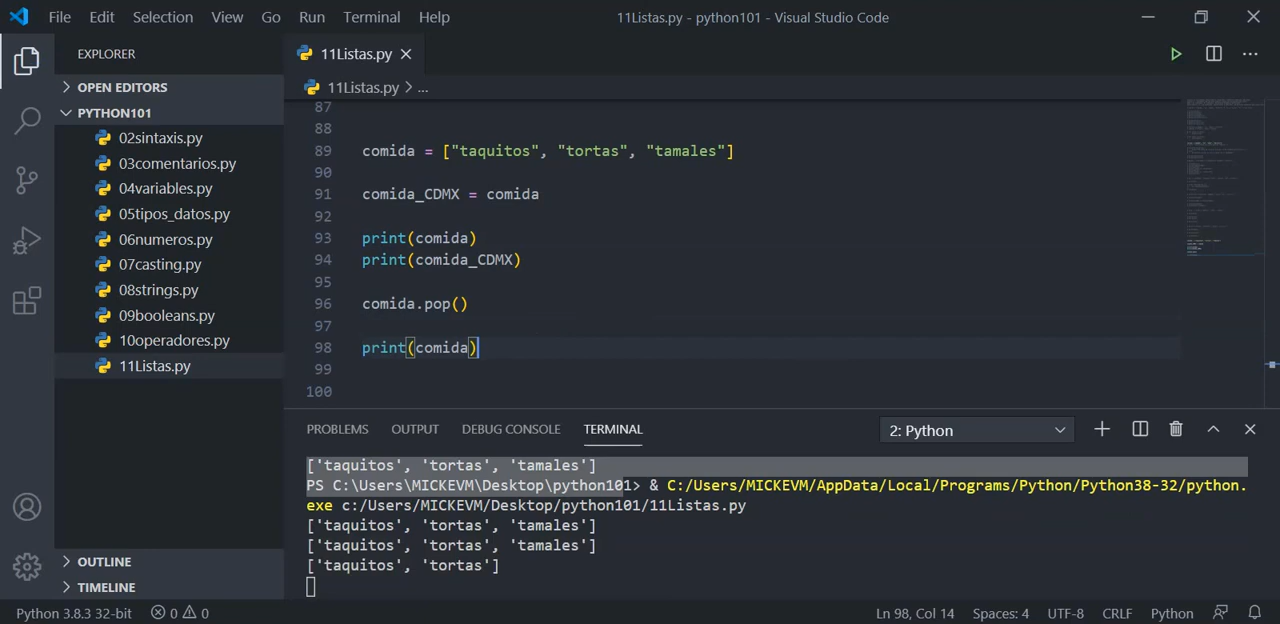 File Edit Selection View Go Run Terminal Help 11Listas.py - python101 - Visual Studio Code
EXPLORER
OPEN EDITORS
PYTHON101
02sintaxis.py
03comentarios.py
04variables.py
05tipos_datos.py
06numeros.py
07casting.py
08strings.py
09booleans.py
10operadores.py
11Listas.py
OUTLINE
TIMELINE
11Listas.py
11Listas.py > ...
87
88
89 comida = ["taquitos", "tortas", "tamales"]
90
91 comida_CDMX = comida
92
93 print(comida)
94 print(comida_CDMX)
95
96 comida.pop()
97
98 print(comida)
99
100
PROBLEMS OUTPUT DEBUG CONSOLE TERMINAL 2: Python
['taquitos', 'tortas', 'tamales']
PS C:\Users\MICKEVM\Desktop\python101> & C:/Users/MICKEVM/AppData/Local/Programs/Python/Python38-32/python.
exe c:/Users/MICKEVM/Desktop/python101/11Listas.py
['taquitos', 'tortas', 'tamales']
['taquitos', 'tortas', 'tamales']
['taquitos', 'tortas']
Python 3.8.3 32-bit 0 0 Ln 98, Col 14 Spaces: 4 UTF-8 CRLF Python